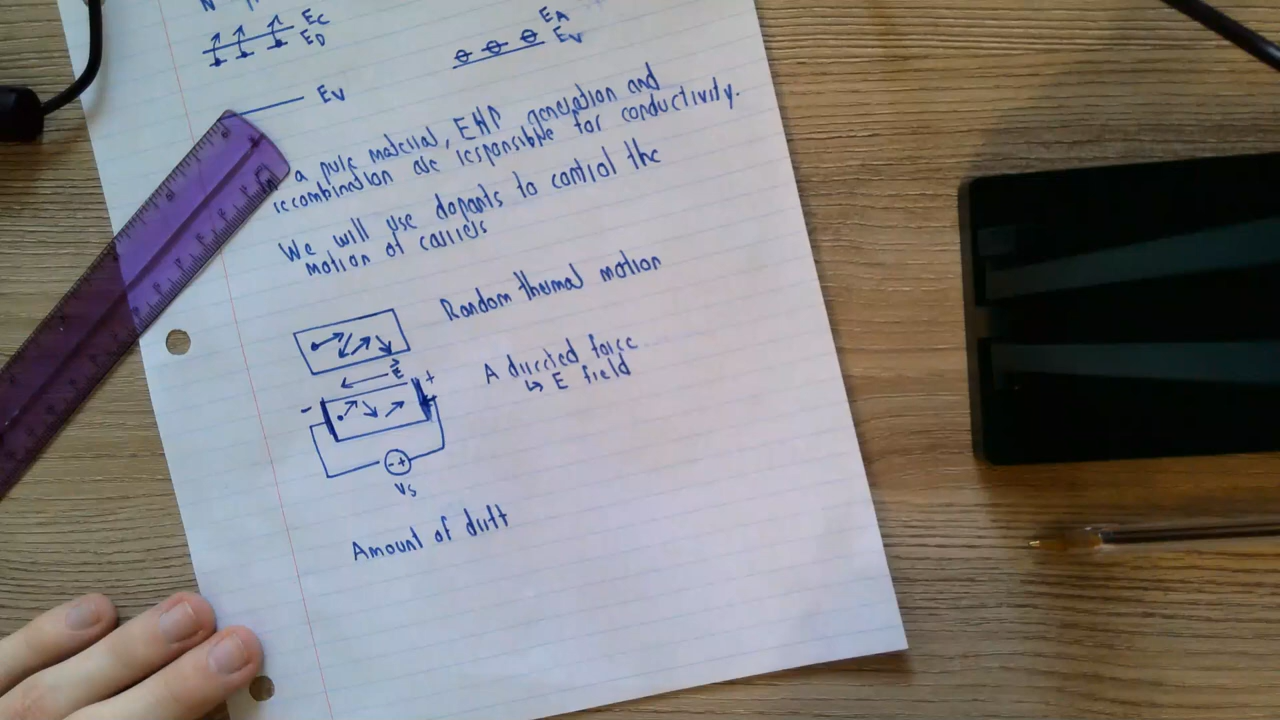 N
Ec
ED
EA
Ev
Ev
a pure material, EHP generation and
recombination are responsible for conductivity.
We will use dopants to control the
motion of carriers
Random thermal motion
E
+
-
A directed force
↳ E field
- +
Vs
Amount of drift